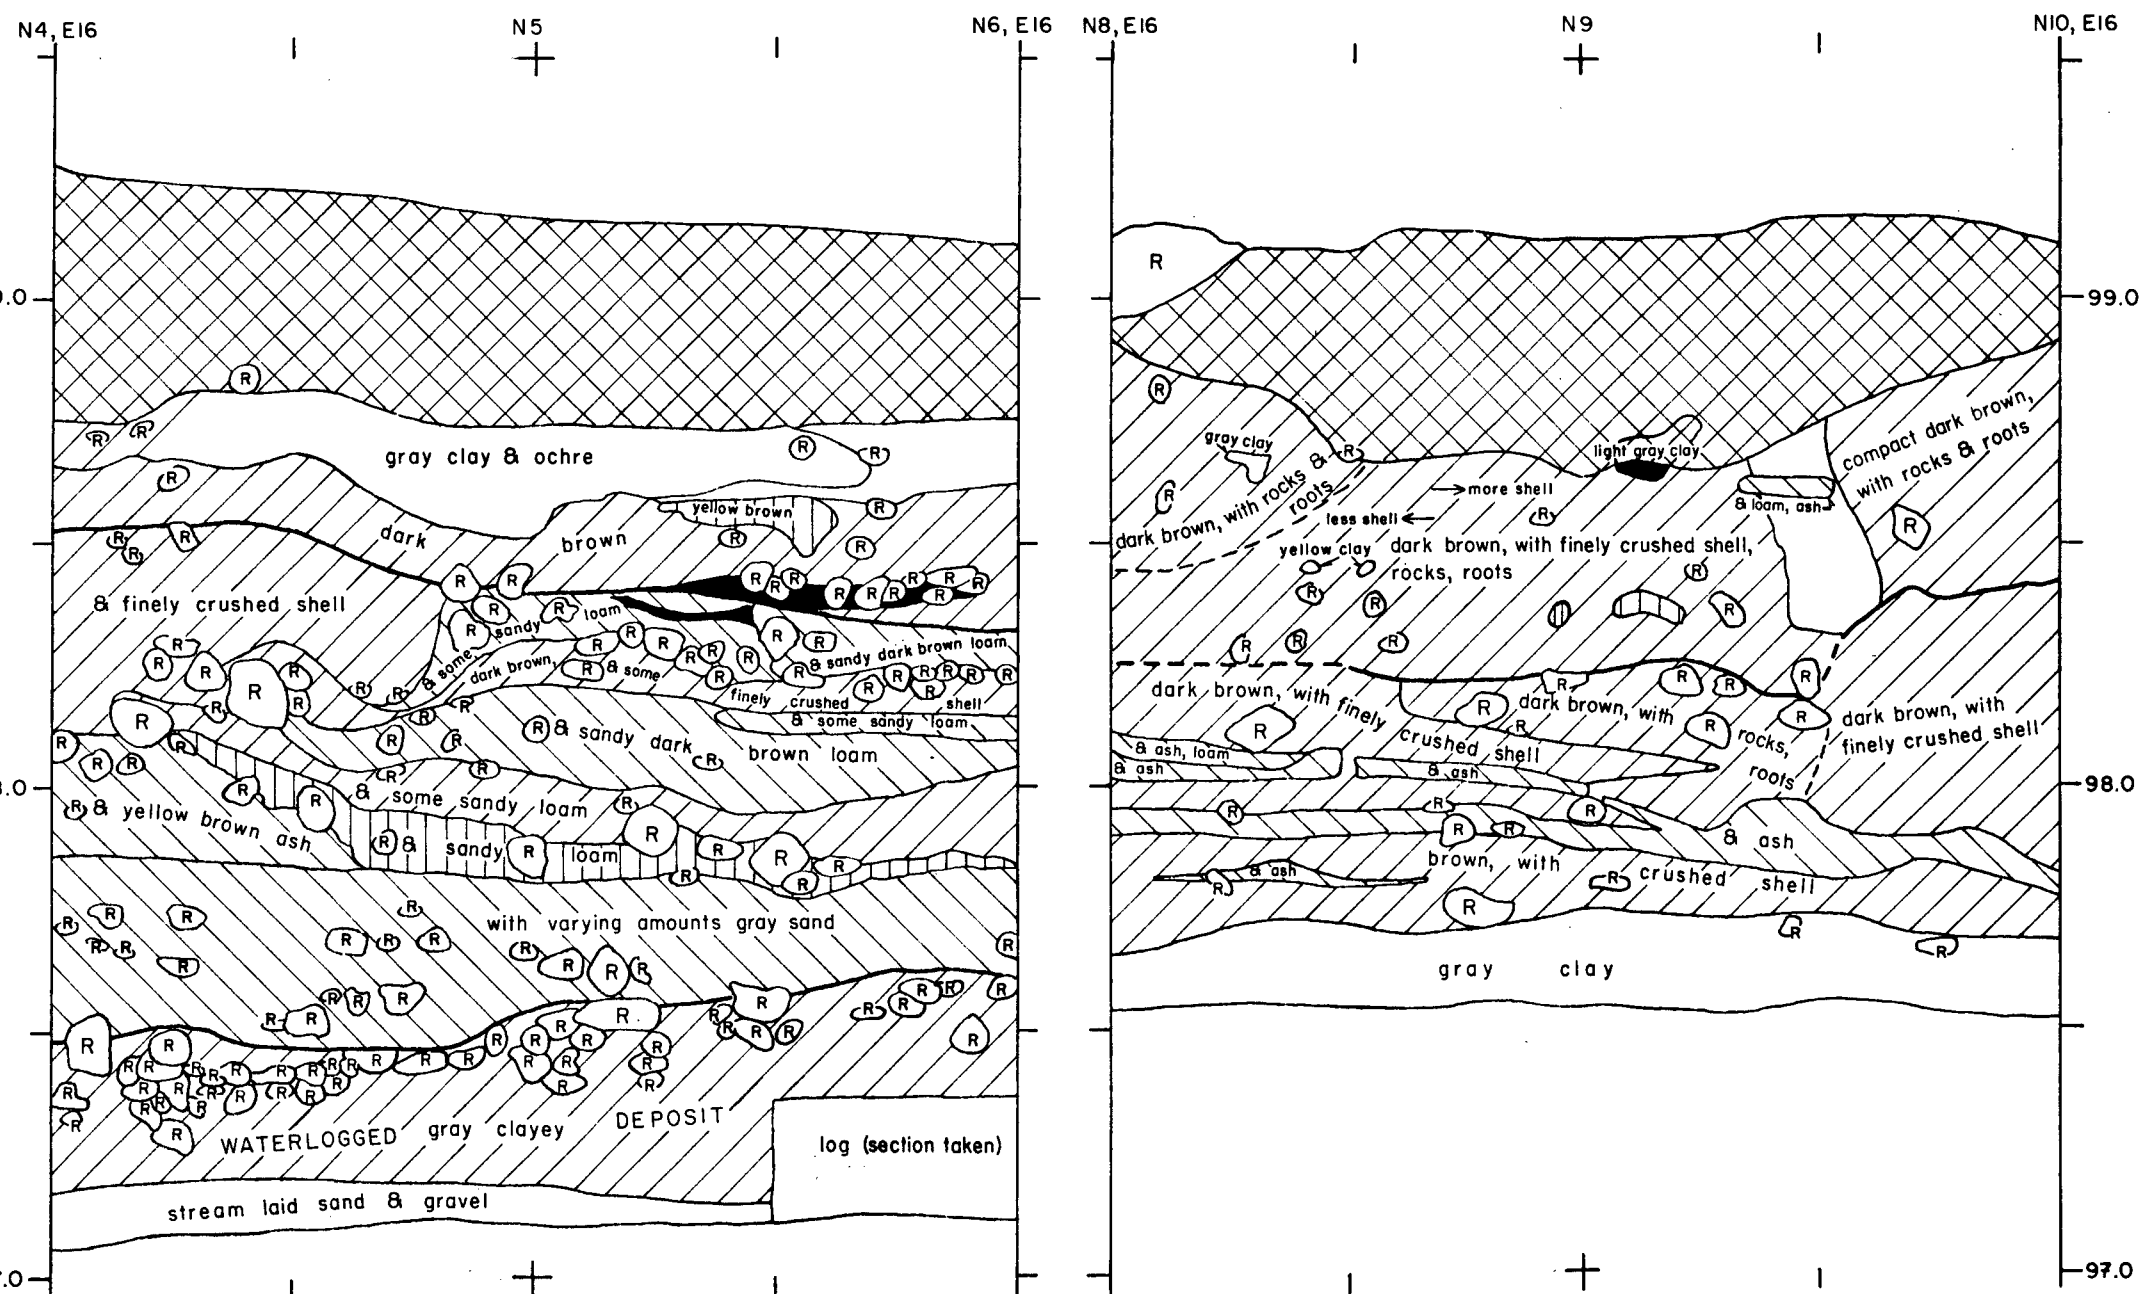 N4, E16
N5
N6, E16
N8, E16
N9
N10, E16
R
9.0
99.0
gray clay & ochre
yellow brown
dark
brown
& finely crushed shell
sandy loam
& some
dark brown,
& some
& sandy dark brown loam
finely crushed shell
& some sandy loam
& sandy dark brown loam
& some sandy loam
& yellow brown ash
& sandy loam
with varying amounts gray sand
WATERLOGGED gray clayey DEPOSIT
log (section taken)
stream laid sand & gravel
.0
gray clay
dark brown, with rocks & roots
light gray clay
compact dark brown,
with rocks & roots
more shell
less shell
& loam, ash
yellow clay
dark brown, with finely crushed shell,
rocks, roots
dark brown, with finely
crushed shell
dark brown, with
rocks,
roots
dark brown, with
finely crushed shell
& ash, loam
& ash
& ash
98.0
& ash
brown, with
crushed shell
& ash
gray clay
97.0